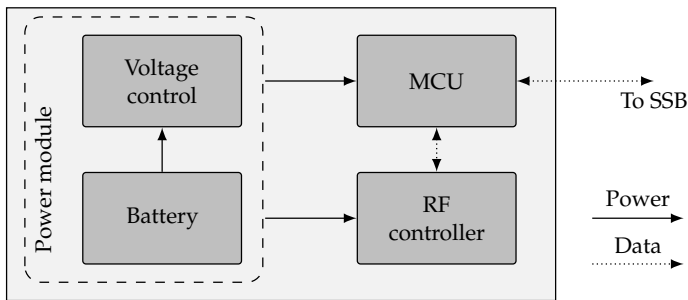 Voltage
control
MCU
To SSB
Power module
Battery
RF
controller
Power
Data